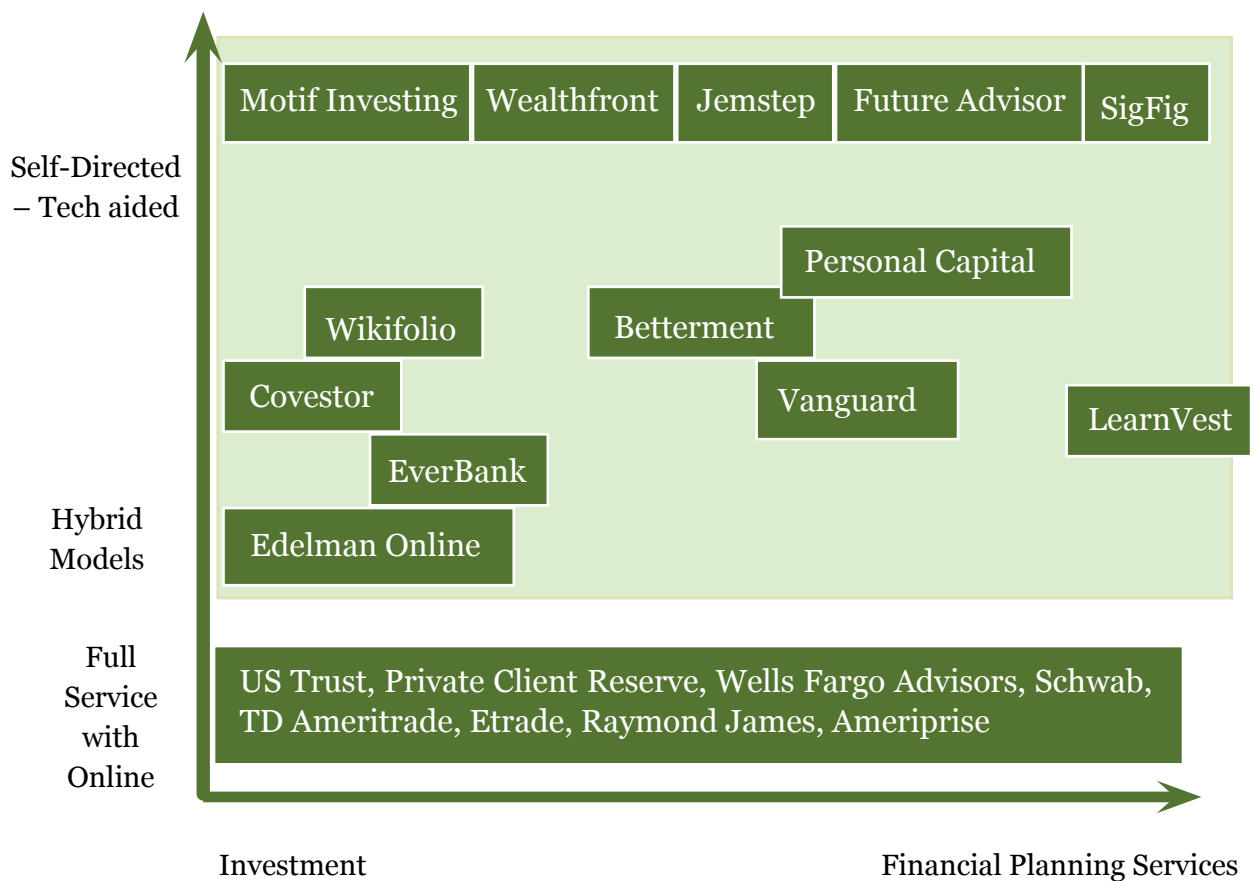 Motif Investing
Wealthfront
Jemstep
Future Advisor
SigFig
Self-Directed
– Tech aided
Personal Capital
Wikifolio
Betterment
Covestor
Vanguard
LearnVest
EverBank
Hybrid
Models
Edelman Online
Full
Service
with
Online
US Trust, Private Client Reserve, Wells Fargo Advisors, Schwab,
TD Ameritrade, Etrade, Raymond James, Ameriprise
Investment
Financial Planning Services